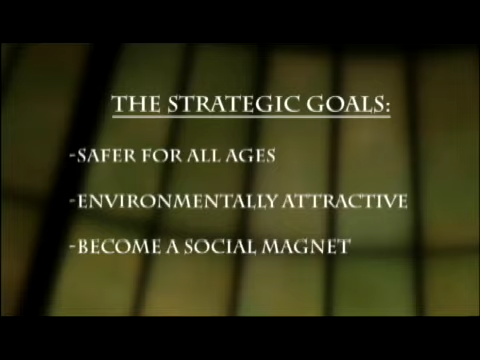 THE STRATEGIC GOALS:
-SAFER FOR ALL AGES
-ENVIRONMENTALLY ATTRACTIVE
-BECOME A SOCIAL MAGNET